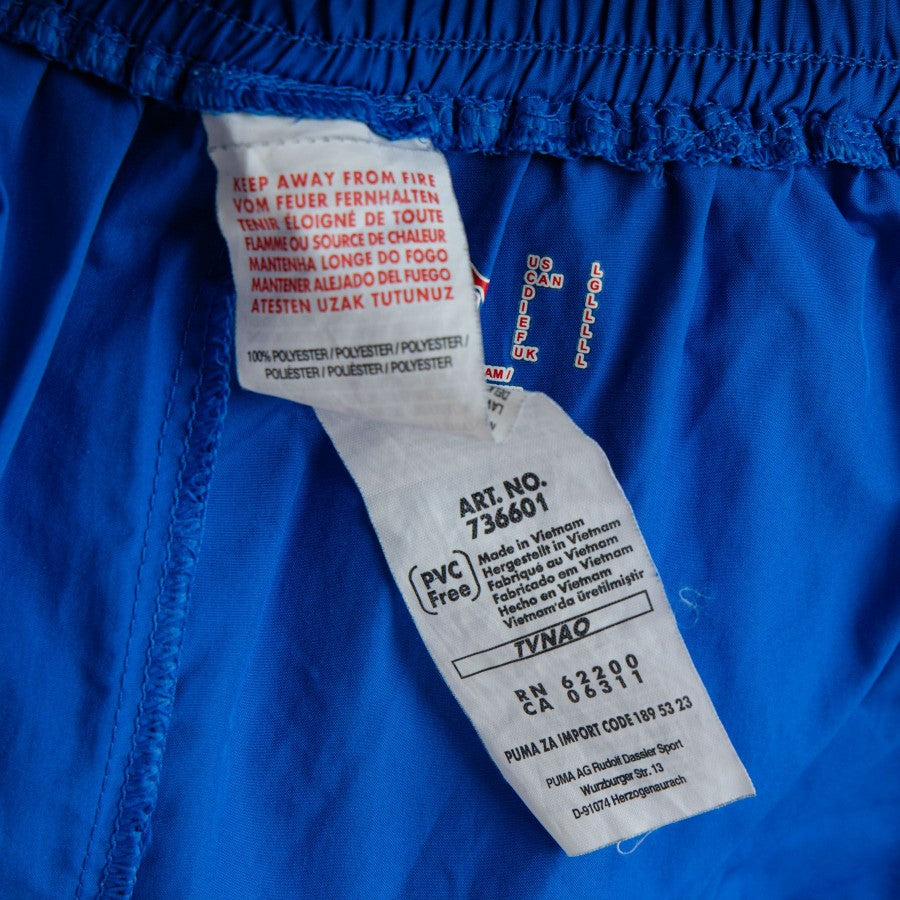 KEEP AWAY FROM FIRE
VOM FEUER FERNHALTEN
TENIR ÉLOIGNÉ DE TOUTE
FLAMME OU SOURCE DE CHALEUR
MANTENHA LONGE DO FOGO
MANTENER ALEJADO DEL FUEGO
ATESTEN UZAK TUTUNUZ
100% POLYESTER / POLYESTER / POLYESTER /
POLIÉSTER / POLIÉSTER / POLYESTER
US L
CAN GL
D L
I L
E L
F L
UK L
AM /
ART. NO.
736601
PVC
Free
Made in Vietnam
Hergestellt in Vietnam
Fabriqué au Vietnam
Fabricado em Vietnam
Hecho en Vietnam
Vietnam'da üretilmiştir
TVNAO
RN 62200
CA 06311
PUMA ZA IMPORT CODE 189 53 23
PUMA AG Rudolf Dassler Sport
Wurzburger Str. 13
D-91074 Herzogenaurach